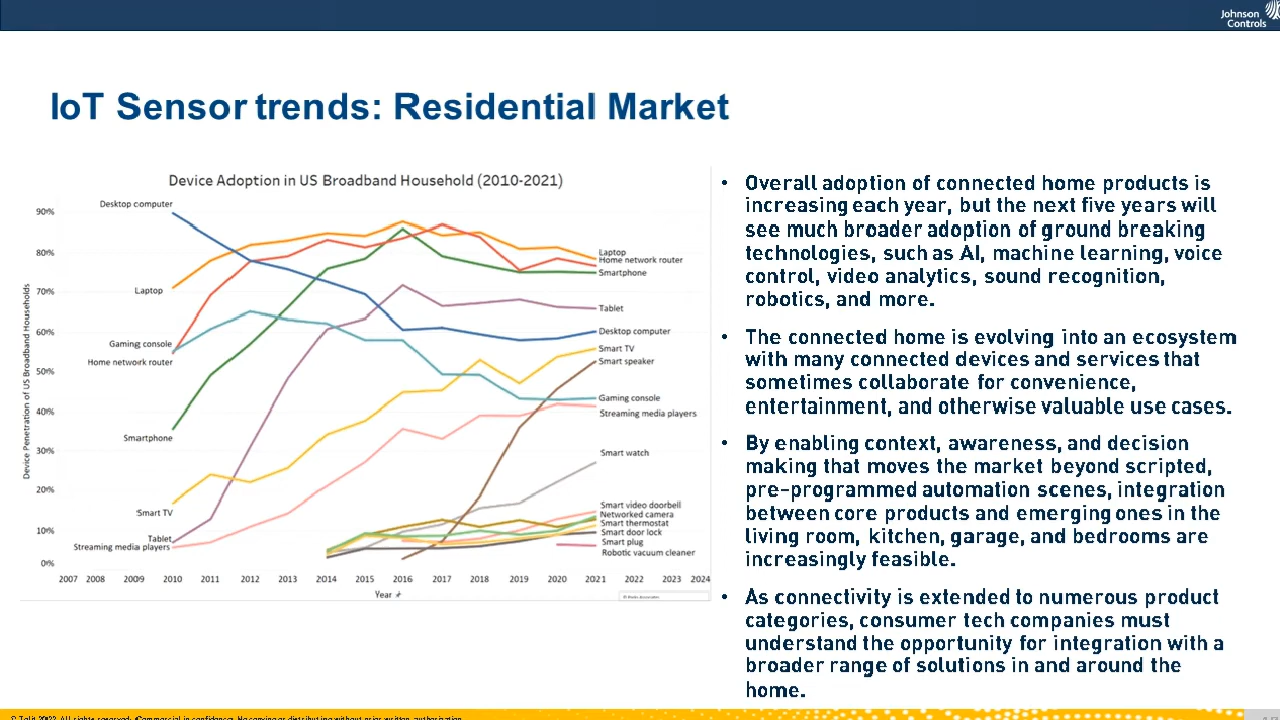 Johnson
Controls
IoT Sensor trends: Residential Market
Device Adoption in US Broadband Household (2010-2021)
Device Penetration of US Broadband Households
90%
80%
70%
60%
50%
40%
30%
20%
10%
0%
Desktop computer
Laptop
Gaming console
Home network router
Smartphone
Smart TV
Tablet
Streaming media players
Laptop
Home network router
Smartphone
Tablet
Desktop computer
Smart TV
Smart speaker
Gaming console
Streaming media players
Smart watch
Smart video doorbell
Networked camera
Smart thermostat
Smart door lock
Smart plug
Robotic vacuum cleaner
2007 2008 2009 2010 2011 2012 2013 2014 2015 2016 2017 2018 2019 2020 2021 2022 2023 2024
Year
• Overall adoption of connected home products is
increasing each year, but the next five years will
see much broader adoption of ground breaking
technologies, such as AI, machine learning, voice
control, video analytics, sound recognition,
robotics, and more.
• The connected home is evolving into an ecosystem
with many connected devices and services that
sometimes collaborate for convenience,
entertainment, and otherwise valuable use cases.
• By enabling context, awareness, and decision
making that moves the market beyond scripted,
pre-programmed automation scenes, integration
between core products and emerging ones in the
living room, kitchen, garage, and bedrooms are
increasingly feasible.
• As connectivity is extended to numerous product
categories, consumer tech companies must
understand the opportunity for integration with a
broader range of solutions in and around the
home.